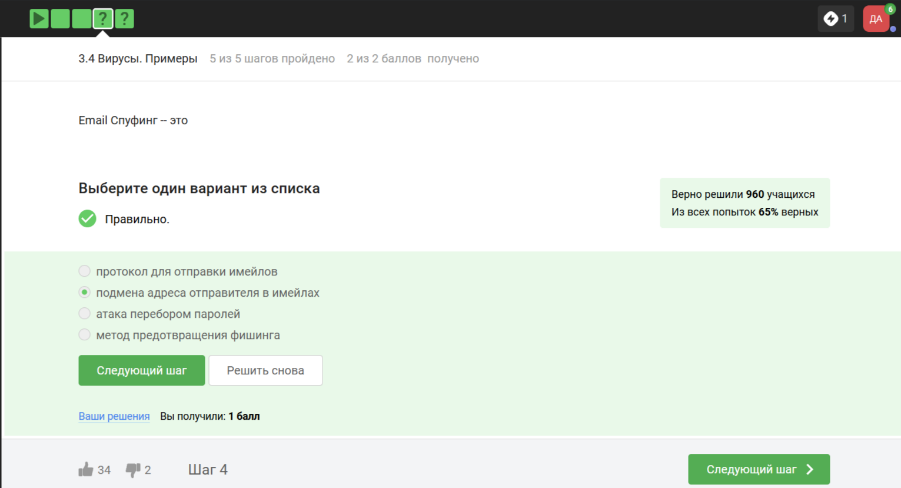 ? ?
1
ДА
6
3.4 Вирусы. Примеры 5 из 5 шагов пройдено 2 из 2 баллов получено
Email Спуфинг -- это
Выберите один вариант из списка
Правильно.
Верно решили 960 учащихся
Из всех попыток 65% верных
протокол для отправки имейлов
подмена адреса отправителя в имейлах
атака перебором паролей
метод предотвращения фишинга
Следующий шаг Решить снова
Ваши решения Вы получили: 1 балл
34 2 Шаг 4 Следующий шаг